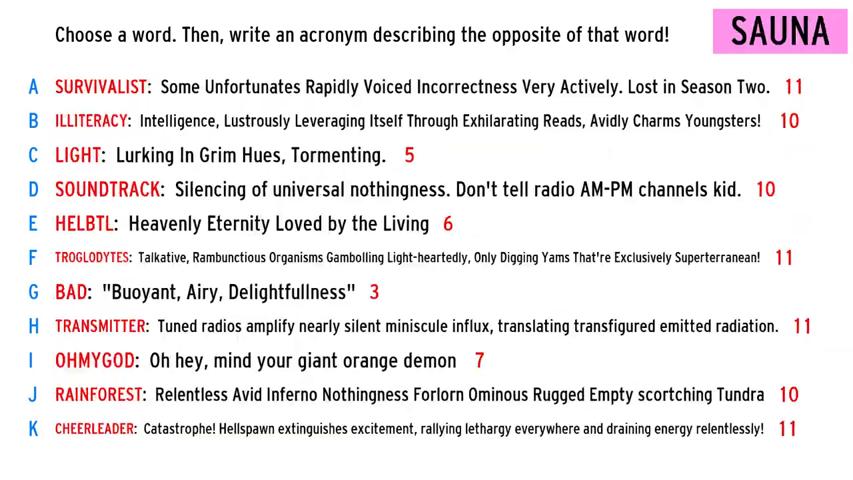 Choose a word. Then, write an acronym describing the opposite of that word!
SAUNA
A SURVIVALIST: Some Unfortunates Rapidly Voiced Incorrectness Very Actively. Lost in Season Two. 11
B ILLITERACY: Intelligence, Lustrously Leveraging Itself Through Exhilarating Reads, Avidly Charms Youngsters! 10
C LIGHT: Lurking In Grim Hues, Tormenting. 5
D SOUNDTRACK: Silencing of universal nothingness. Don't tell radio AM-PM channels kid. 10
E HELBTL: Heavenly Eternity Loved by the Living 6
F TROGLODYTES: Talkative, Rambunctious Organisms Gambolling Light-heartedly, Only Digging Yams That're Exclusively Superterranean! 11
G BAD: "Buoyant, Airy, Delightfullness" 3
H TRANSMITTER: Tuned radios amplify nearly silent miniscule influx, translating transfigured emitted radiation. 11
I OHMYGOD: Oh hey, mind your giant orange demon 7
J RAINFOREST: Relentless Avid Inferno Nothingness Forlorn Ominous Rugged Empty scortching Tundra 10
K CHEERLEADER: Catastrophe! Hellspawn extinguishes excitement, rallying lethargy everywhere and draining energy relentlessly! 11